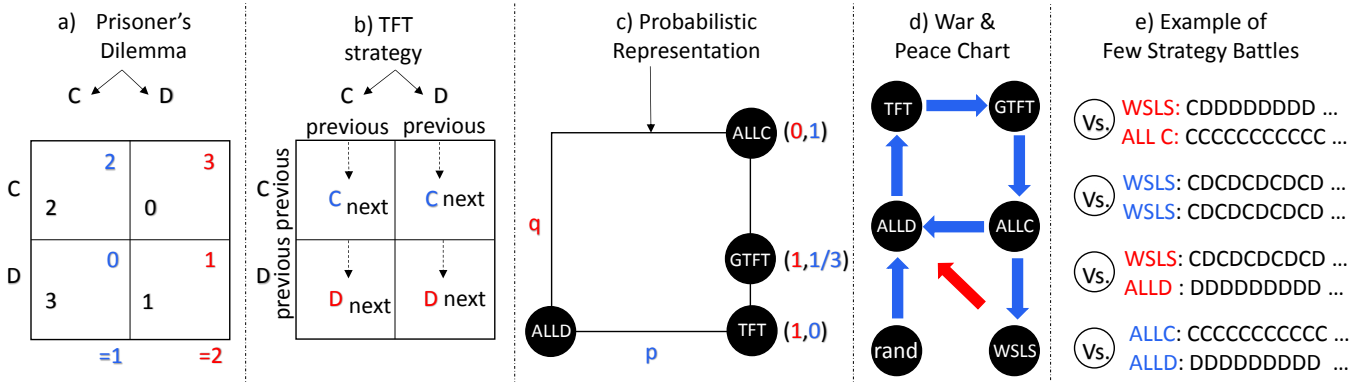 a) Prisoner's
Dilemma
C D
C 2 3
2 0
D 0 1
3 1
=1 =2
b) TFT
strategy
C D
previous previous
C previous
C next C next
D previous
D next D next
c) Probabilistic
Representation
ALLC (0,1)
q
GTFT (1,1/3)
ALLD TFT (1,0)
p
d) War &
Peace Chart
TFT GTFT
ALLD ALLC
rand WSLS
e) Example of
Few Strategy Battles
Vs.
WSLS: CDDDDDDDDD ...
ALL C: CCCCCCCCCCC ...
Vs.
WSLS: CDCDCDCDCD ...
WSLS: CDCDCDCDCD ...
Vs.
WSLS: CDCDCDCDCD ...
ALLD : DDDDDDDDDD ...
Vs.
ALLC: CCCCCCCCCCC ...
ALLD: DDDDDDDDDD ...